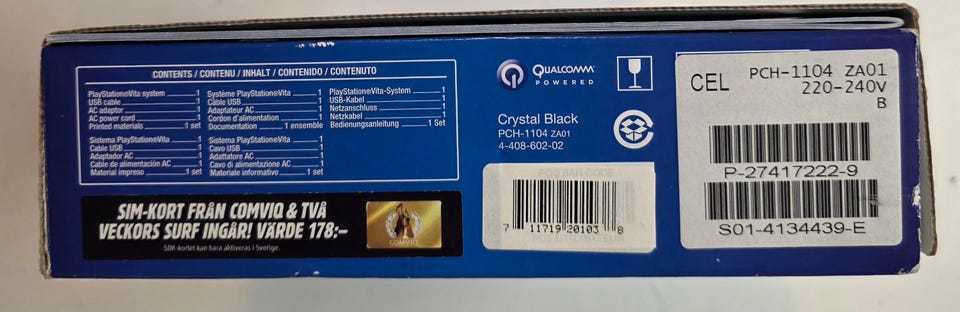 CONTENTS / CONTENU / INHALT / CONTENIDO / CONTENUTO
PlayStation®Vita system 1
USB cable 1
AC adaptor 1
AC power cord 1
Printed materials 1 set
Système PlayStation®Vita 1
Câble USB 1
Adaptateur AC 1
Cordon d'alimentation 1
Documentation 1 ensemble
PlayStation®Vita-System 1
USB-Kabel 1
Netzanschluss 1
Netzkabel 1
Bedienungsanleitung 1 Set
Sistema PlayStation®Vita 1
Cable USB 1
Adaptador AC 1
Cable de alimentación AC 1
Material impreso 1 set
Sistema PlayStation®Vita 1
Cavo USB 1
Adattatore AC 1
Cavo di alimentazione AC 1
Materiale informativo 1 set
SIM-KORT FRÅN COMVIQ & TVÅ
VECKORS SURF INGÅR! VÄRDE 178:–
SIM-kortet kan bara aktiveras i Sverige.
COMVIQ
QUALCOMM
POWERED
Crystal Black
PCH-1104 ZA01
4-408-602-02
POS BAR CODE
7 11719 20103 8
CEL PCH-1104 ZA01
220-240V
B
P-27417222-9
S01-4134439-E